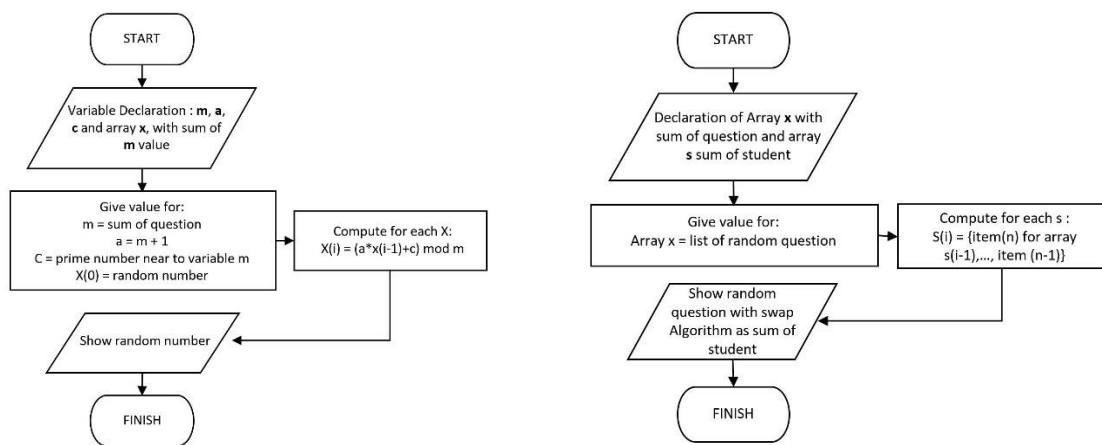 START
Variable Declaration : m, a,
c and array x, with sum of
m value
Give value for:
m = sum of question
a = m + 1
C = prime number near to variable m
X(0) = random number
Compute for each X:
X(i) = (a*x(i-1)+c) mod m
Show random number
FINISH
START
Declaration of Array x with
sum of question and array
s sum of student
Give value for:
Array x = list of random question
Compute for each s :
S(i) = {item(n) for array
s(i-1),..., item (n-1)}
Show random
question with swap
Algorithm as sum of
student
FINISH